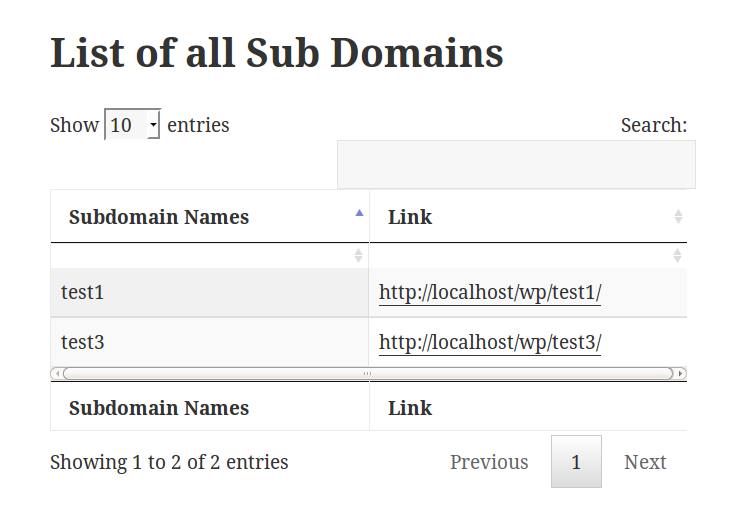 List of all Sub Domains
Show 10 entries
Search:
Subdomain Names Link
test1 http://localhost/wp/test1/
test3 http://localhost/wp/test3/
Subdomain Names Link
Showing 1 to 2 of 2 entries Previous 1 Next